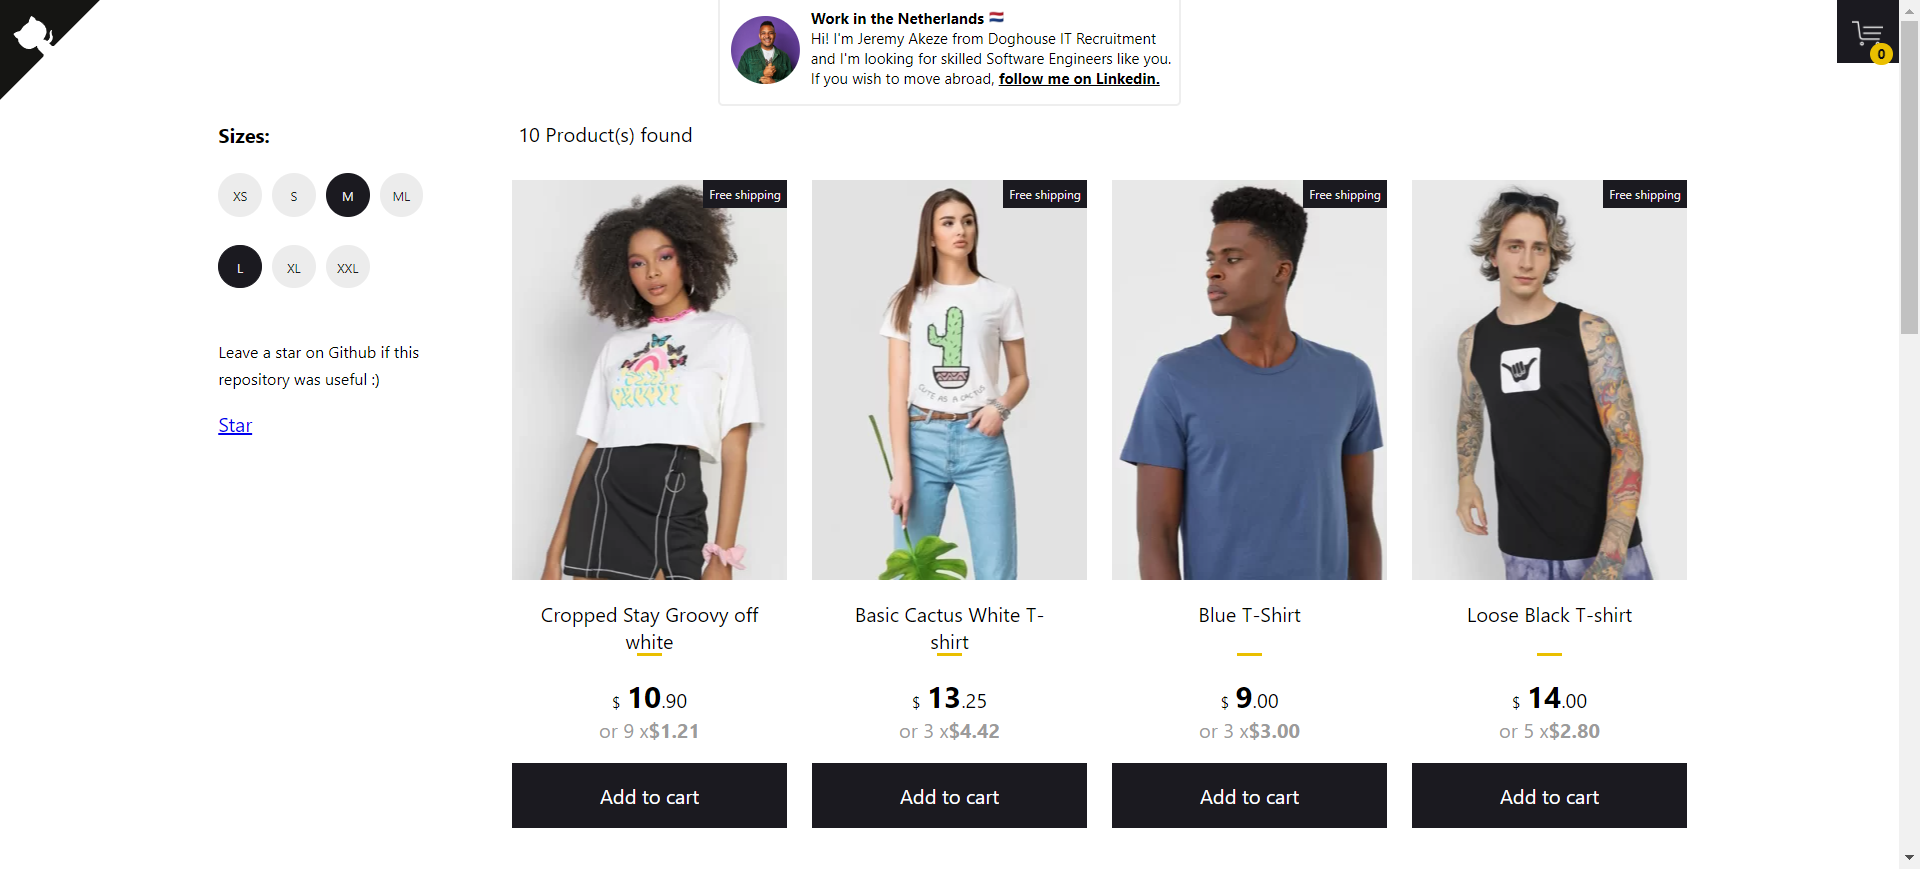 Work in the Netherlands 🇳🇱
Hi! I'm Jeremy Akeze from Doghouse IT Recruitment
and I'm looking for skilled Software Engineers like you.
If you wish to move abroad, follow me on Linkedin.
0
Sizes:
XS
S
M
ML
L
XL
XXL
Leave a star on Github if this
repository was useful :)
Star
10 Product(s) found
Free shipping
STAY
GROOVY
Cropped Stay Groovy off
white
$ 10.90
or 9 x$1.21
Add to cart
Free shipping
CUTE AS A CACTUS
Basic Cactus White T-
shirt
$ 13.25
or 3 x$4.42
Add to cart
Free shipping
Blue T-Shirt
$ 9.00
or 3 x$3.00
Add to cart
Free shipping
Loose Black T-shirt
$ 14.00
or 5 x$2.80
Add to cart